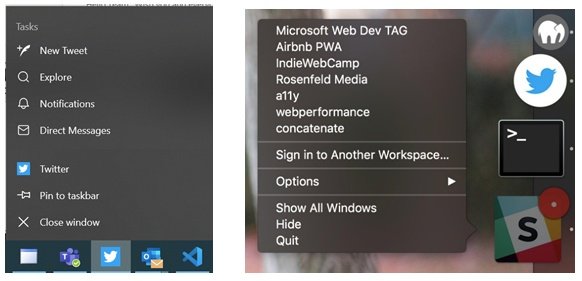 Tasks
New Tweet
Explore
Notifications
Direct Messages
Twitter
Pin to taskbar
Close window
Microsoft Web Dev TAG
Airbnb PWA
IndieWebCamp
Rosenfeld Media
a11y
webperformance
concatenate
Sign in to Another Workspace...
Options
Show All Windows
Hide
Quit
>_
S